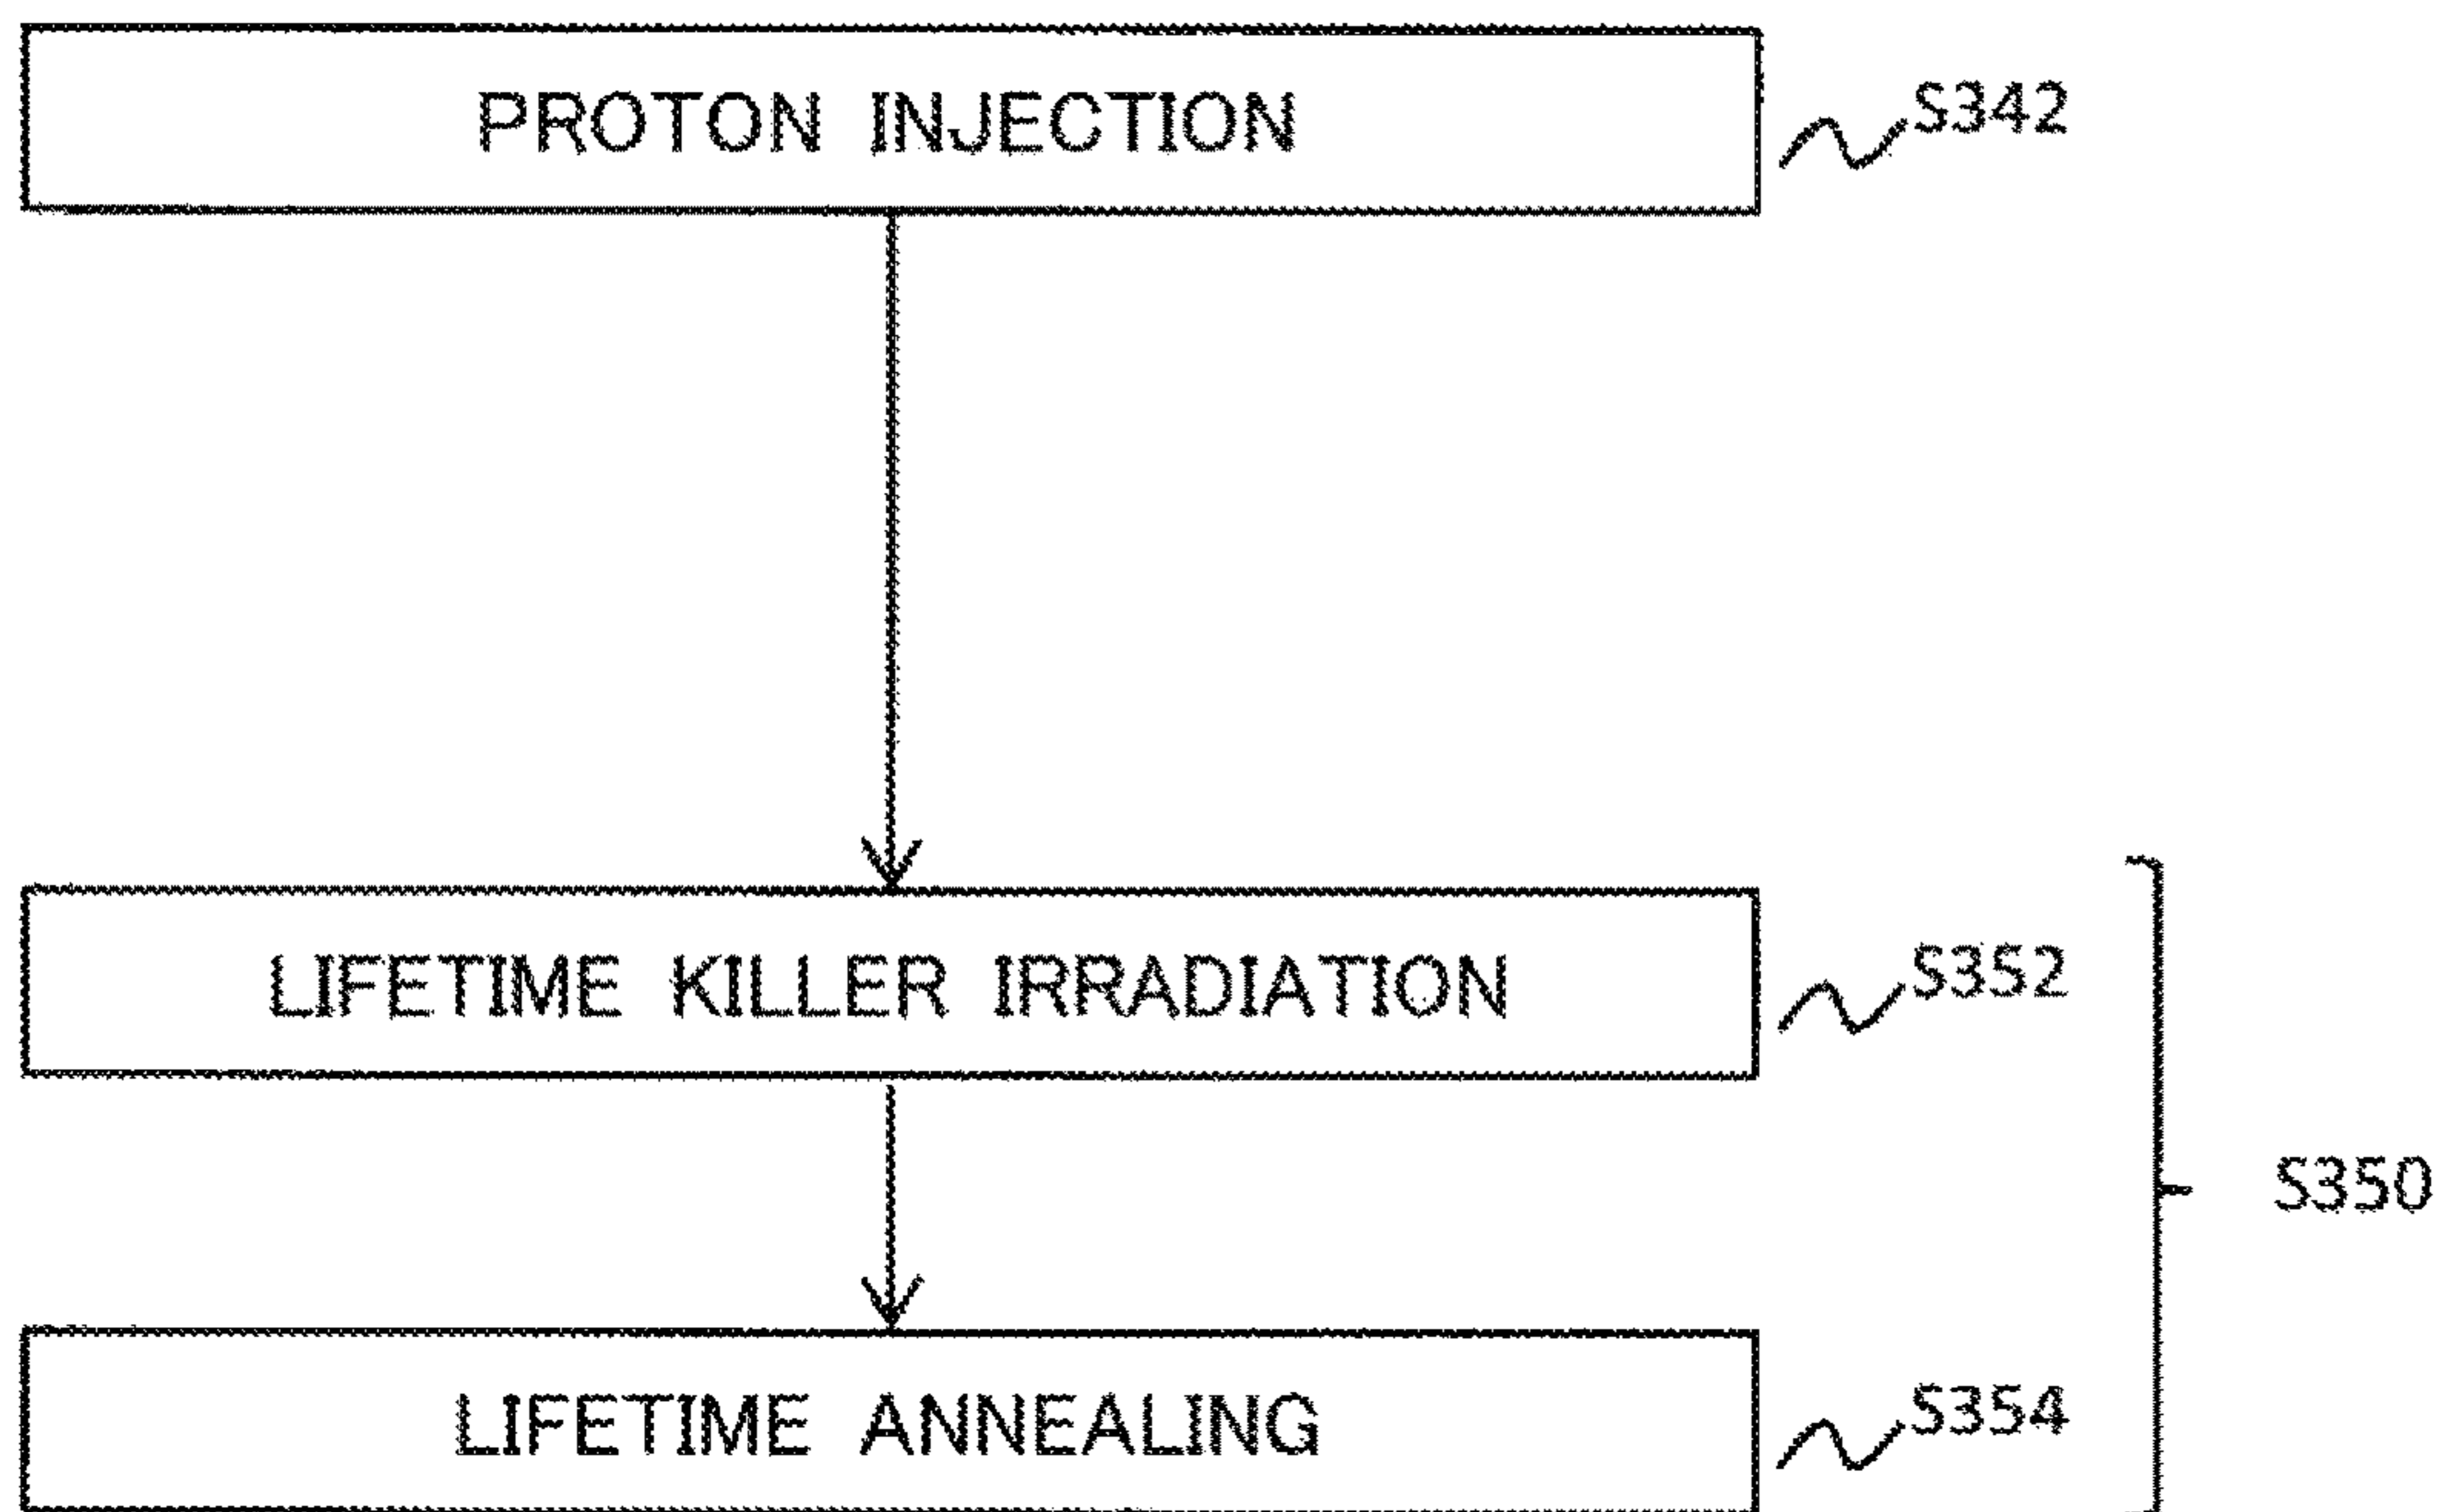 PROTON INJECTION S342
LIFETIME KILLER IRRADIATION S352
S350
LIFETIME ANNEALING S354